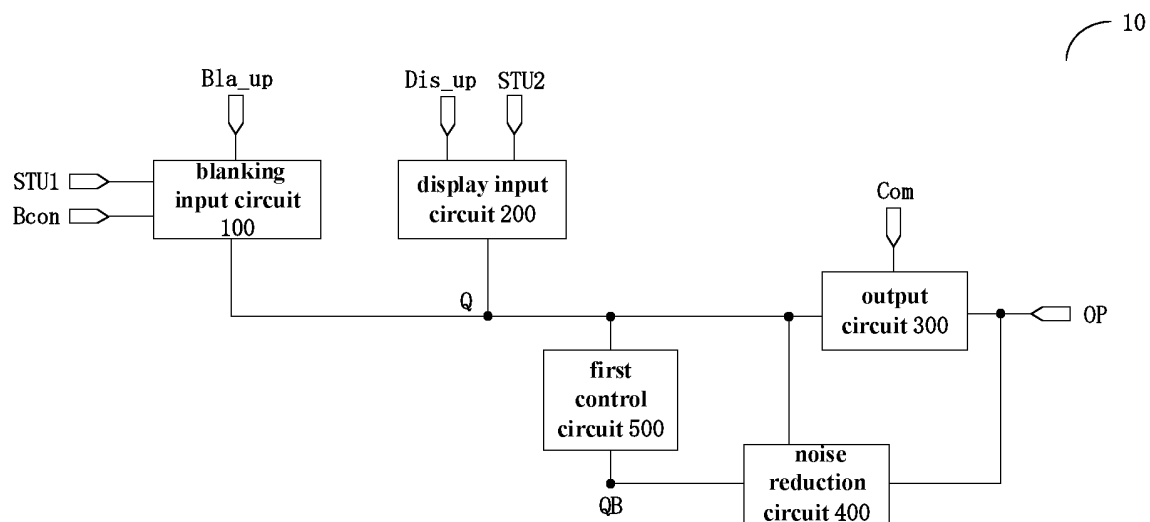 10
Bla_up
Dis_up STU2
STU1
Bcon
blanking
input circuit
100
display input
circuit 200
Com
Q
output
circuit 300
OP
first
control
circuit 500
noise
reduction
circuit 400
QB